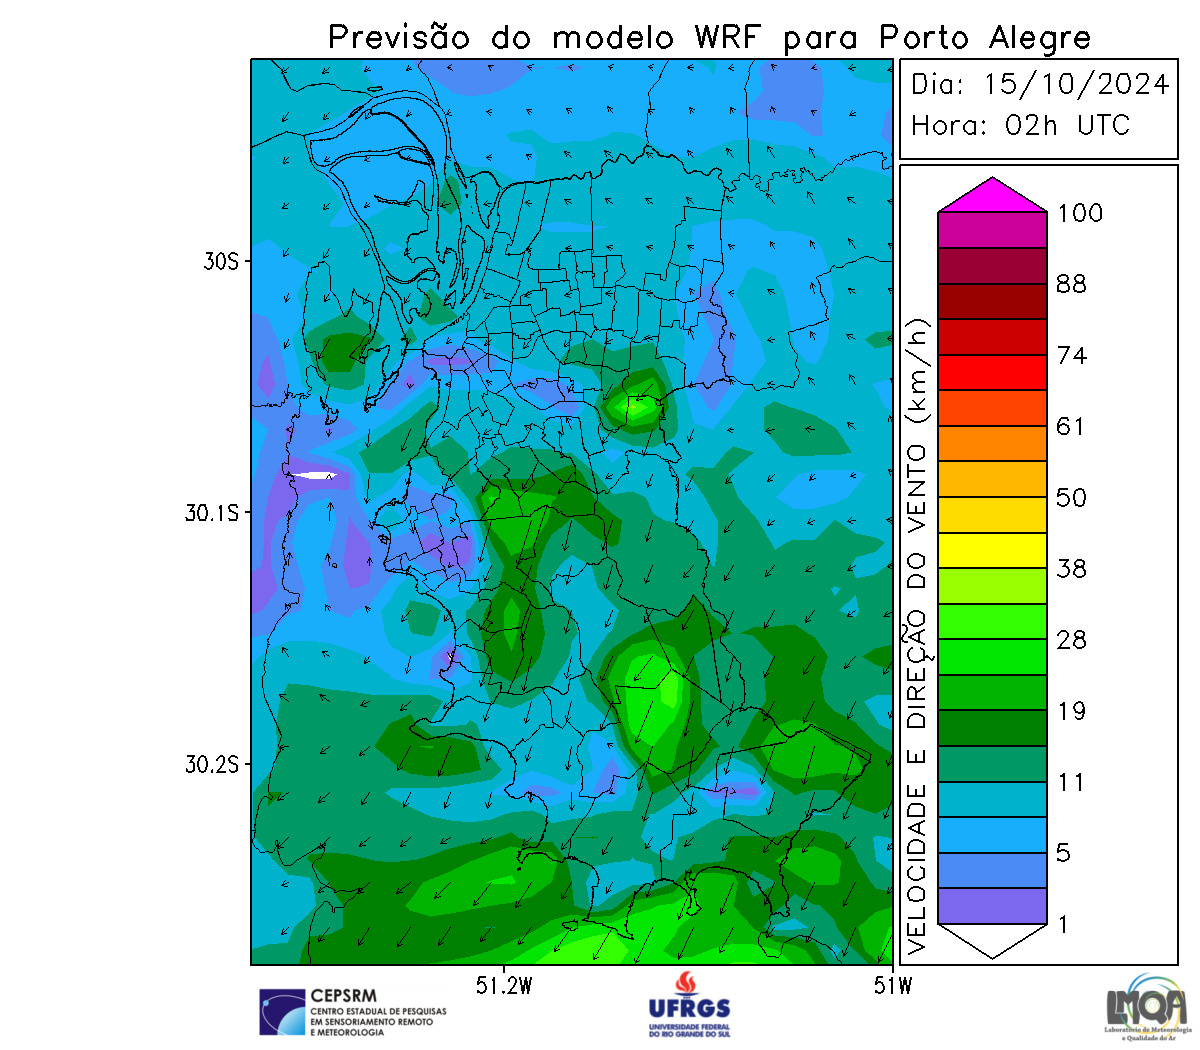 Previsão do modelo WRF para Porto Alegre
Dia: 15/10/2024
Hora: 02h UTC
VELOCIDADE E DIREÇÃO DO VENTO (km/h)
100
88
74
61
50
38
28
19
11
5
1
30S
30.1S
30.2S
51.2W
51W
CEPSRM
CENTRO ESTADUAL DE PESQUISAS
EM SENSORIAMENTO REMOTO
E METEOROLOGIA
UFRGS
UNIVERSIDADE FEDERAL
DO RIO GRANDE DO SUL
LMQA
Laboratório de Meteorologia
e Qualidade do Ar